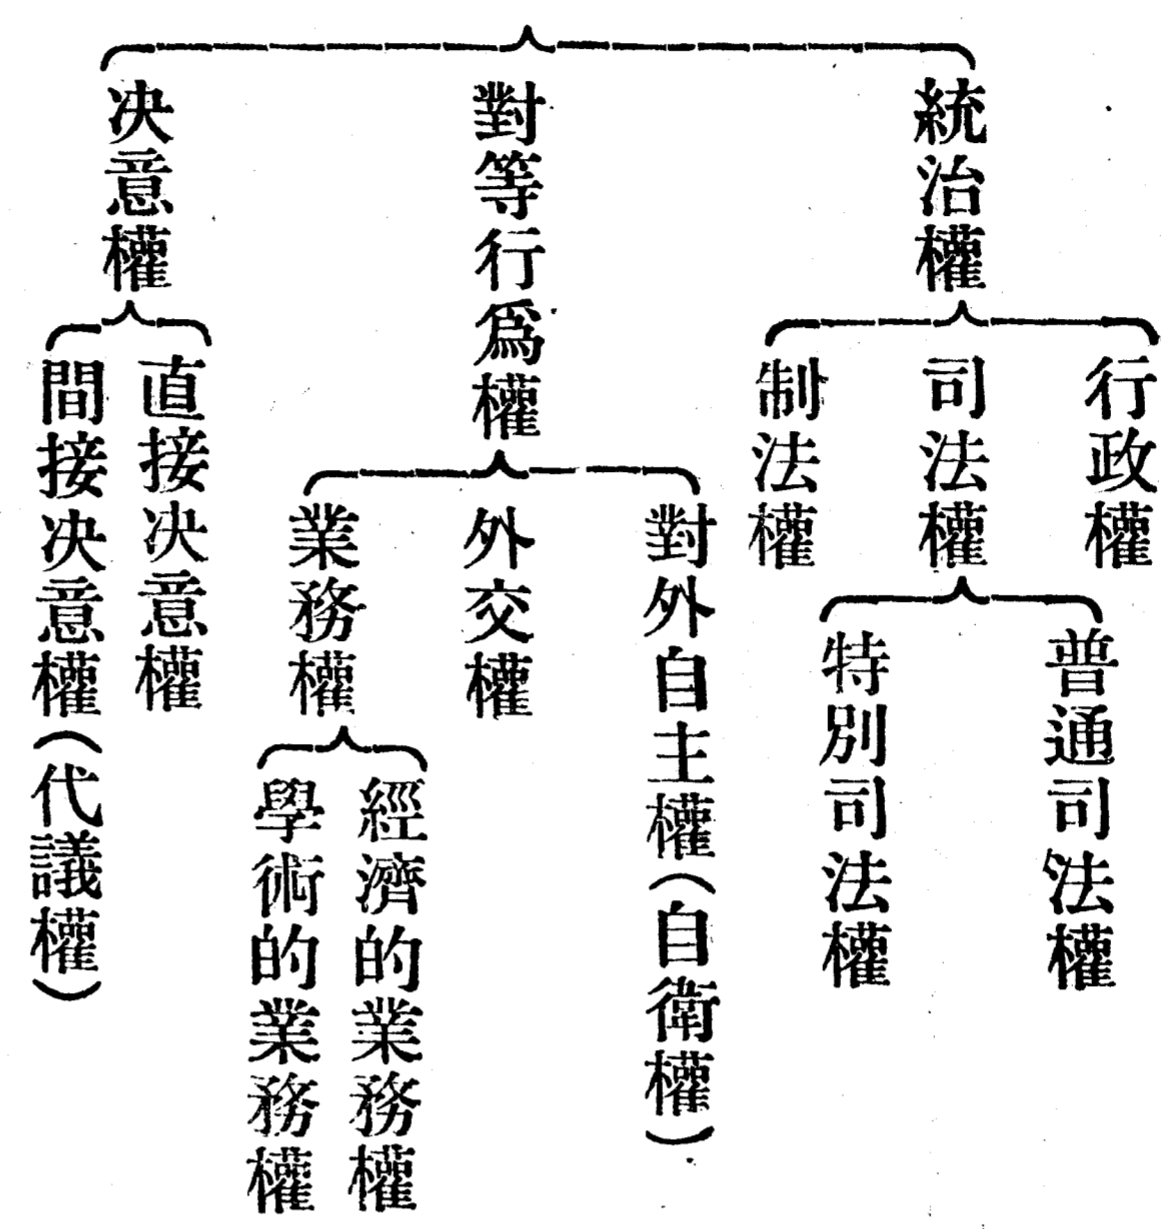 統治權
行政權
司法權
普通司法權
特別司法權
制法權
對等行爲權
對外自主權(自衛權)
外交權
業務權
經濟的業務權
學術的業務權
决意權
直接决意權
間接决意權(代議權)